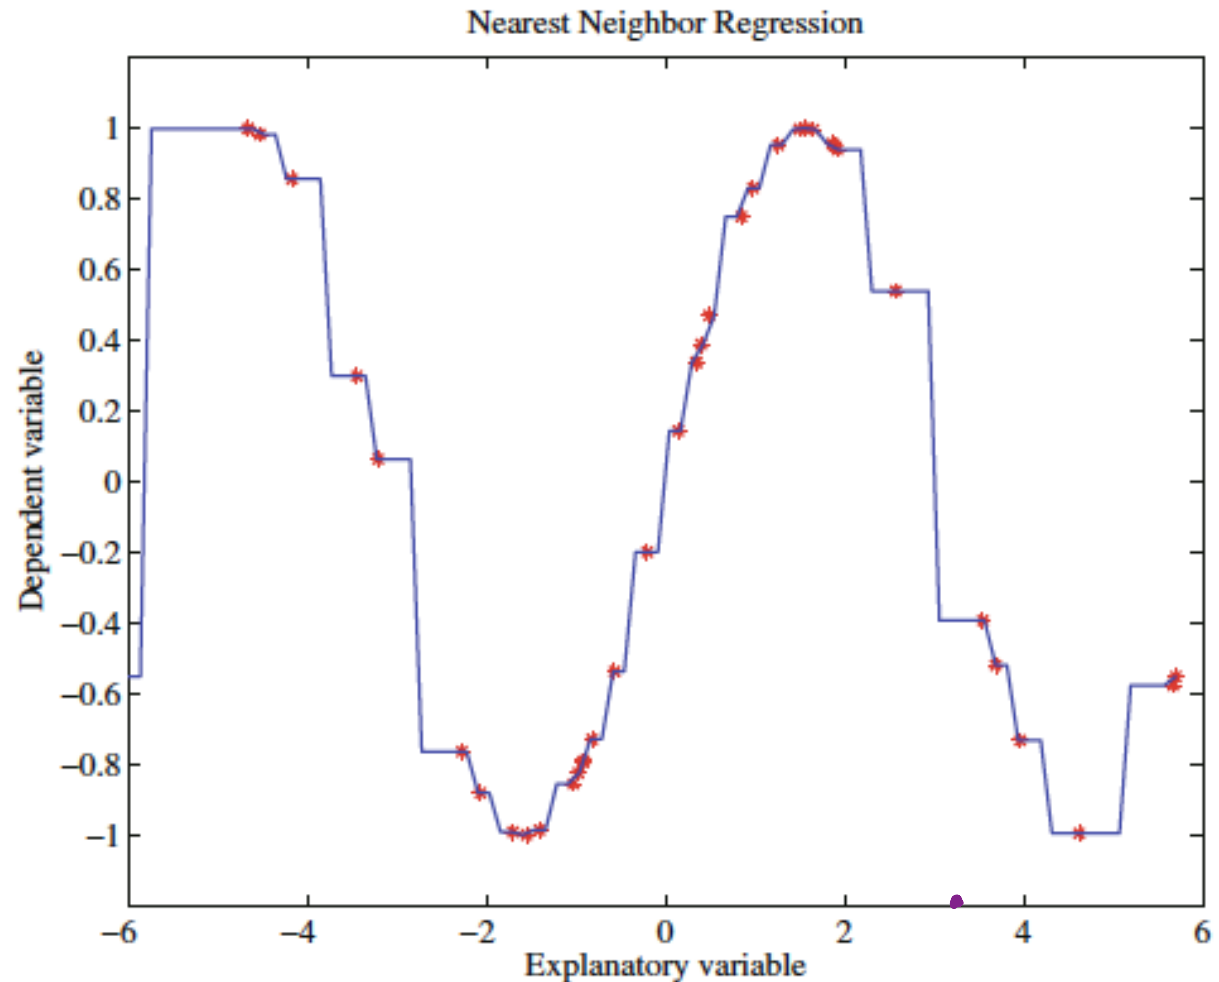 Nearest Neighbor Regression
1
0.8
0.6
0.4
0.2
0
−0.2
−0.4
−0.6
−0.8
−1
Dependent variable
−6 −4 −2 0 2 4 6
Explanatory variable